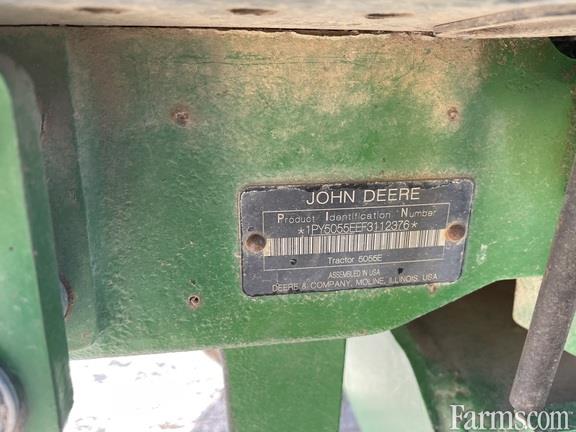 JOHN DEERE
Product Identification Number
*1PY5055EEF3112376*
Tractor 5055E
ASSEMBLED IN USA
DEERE & COMPANY, MOLINE, ILLINOIS, USA
Farms.com